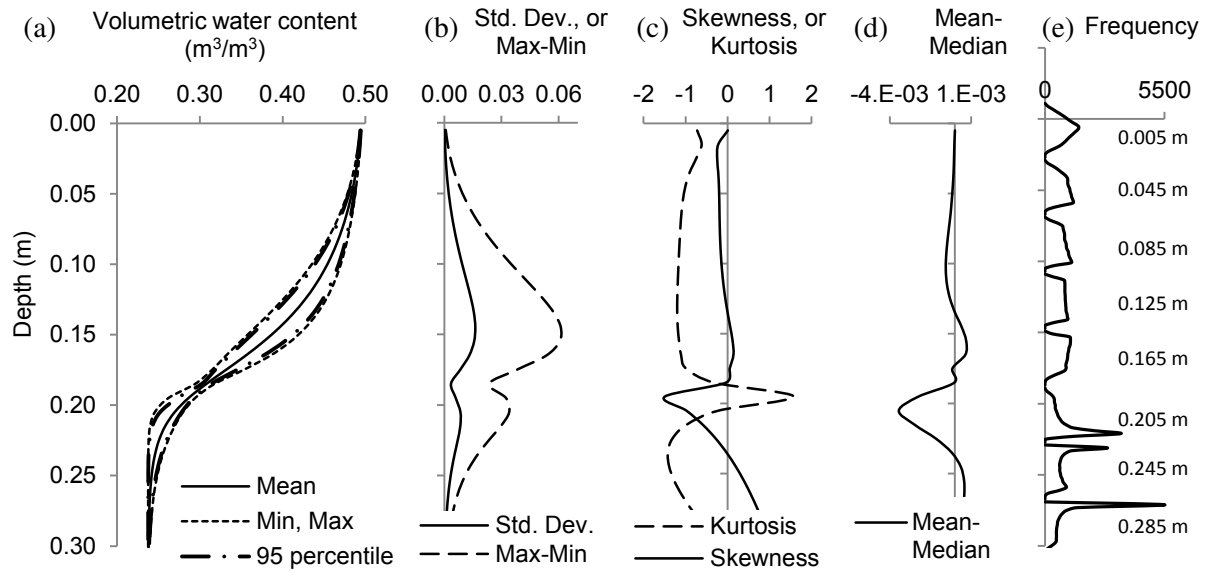 (a) Volumetric water content
(m³/m³)
0.20 0.30 0.40 0.50
Depth (m)
0.00
0.05
0.10
0.15
0.20
0.25
0.30
Mean
Min, Max
95 percentile
(b) Std. Dev., or
Max-Min
0.00 0.03 0.06
Std. Dev.
Max-Min
(c) Skewness, or
Kurtosis
-2 -1 0 1 2
Kurtosis
Skewness
(d) Mean-
Median
-4.E-03 1.E-03
Mean-
Median
(e) Frequency
0 5500
0.005 m
0.045 m
0.085 m
0.125 m
0.165 m
0.205 m
0.245 m
0.285 m